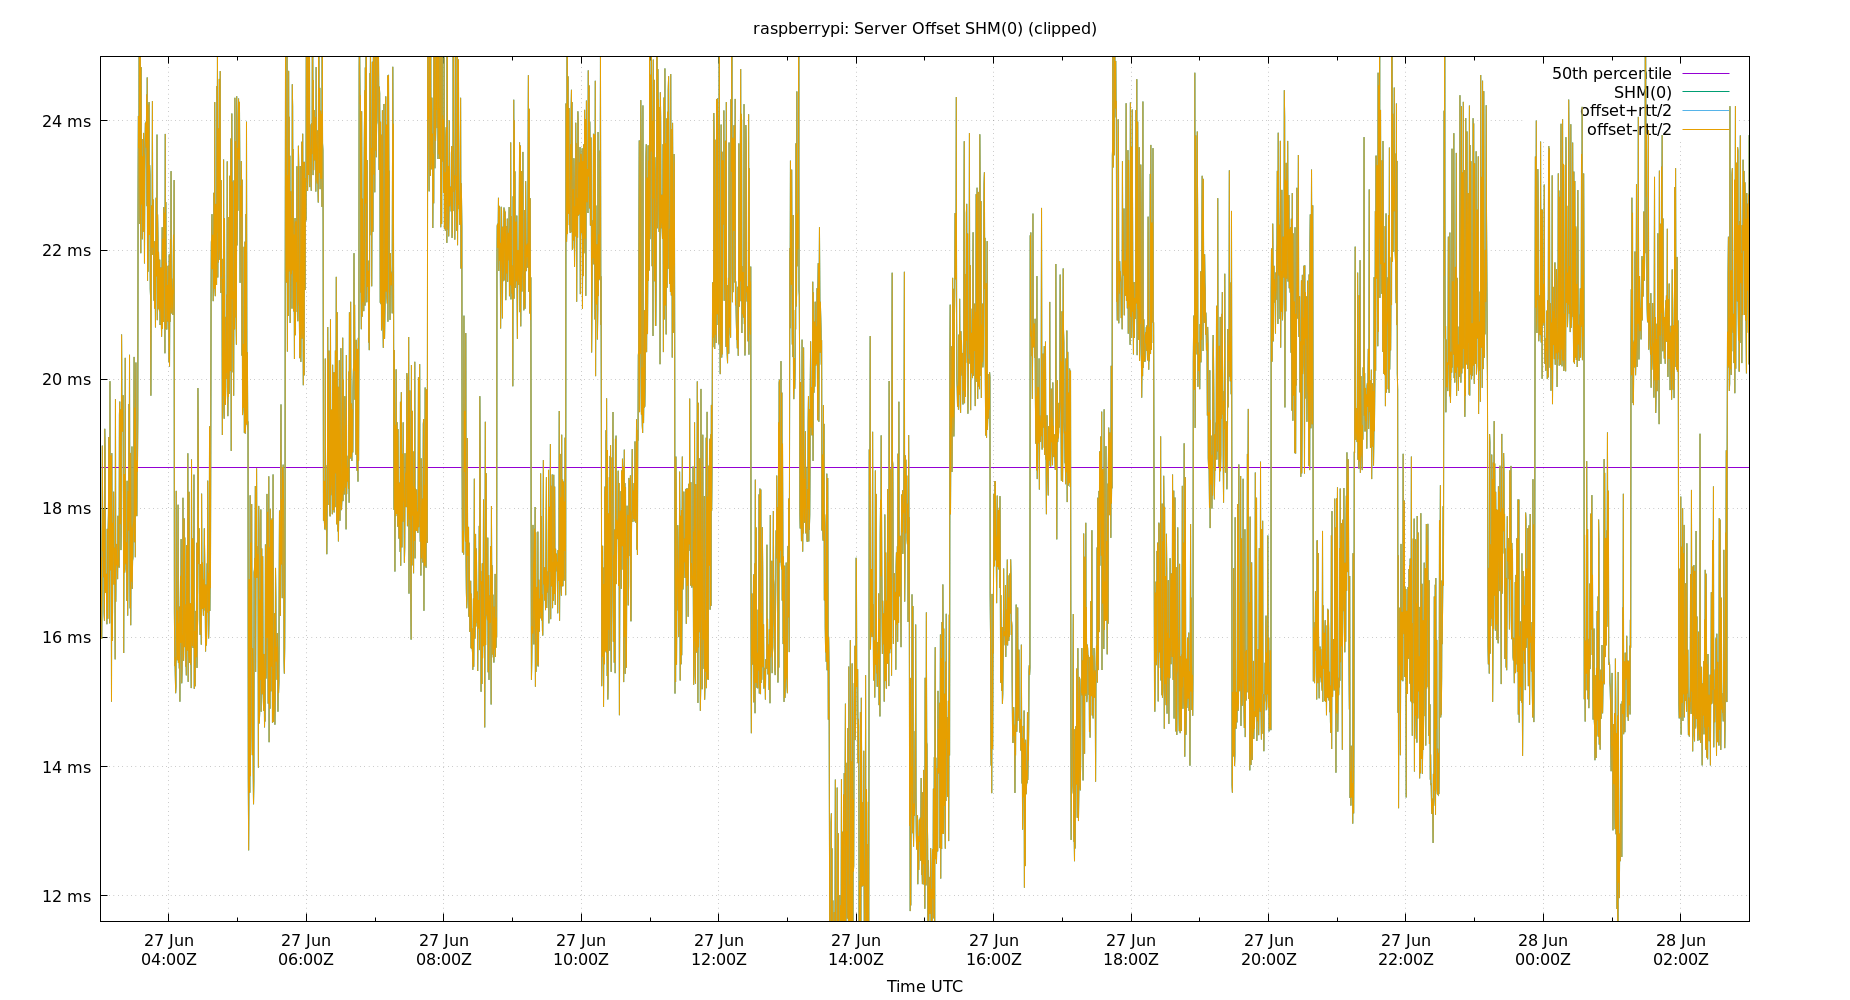 raspberrypi: Server Offset SHM(0) (clipped)
50th percentile
SHM(0)
offset+rtt/2
offset-rtt/2
24 ms
22 ms
20 ms
18 ms
16 ms
14 ms
12 ms
27 Jun 27 Jun 27 Jun 27 Jun 27 Jun 27 Jun 27 Jun 27 Jun 27 Jun 27 Jun 28 Jun 28 Jun
04:00Z 06:00Z 08:00Z 10:00Z 12:00Z 14:00Z 16:00Z 18:00Z 20:00Z 22:00Z 00:00Z 02:00Z
Time UTC